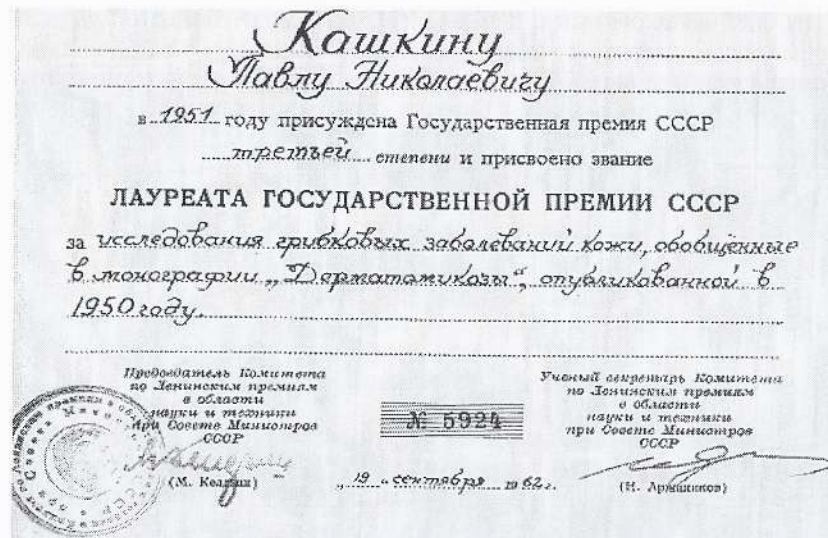 Кашкину
Павлу Николаевичу
в 1951 году присуждена Государственная премия СССР
третьей степени и присвоено звание
ЛАУРЕАТА ГОСУДАРСТВЕННОЙ ПРЕМИИ СССР
за исследования грибковых заболеваний кожи, обобщённые
в монографии „Дерматомикозы“, опубликованной в
1950 году.
Председатель Комитета
по Ленинским премиям
в области
науки и техники
при Совете Министров
СССР
(М. Келдыш)
№ 5924
„19“ сентября 1962 г.
Ученый секретарь Комитета
по Ленинским премиям
в области
науки и техники
при Совете Министров
СССР
(И. Арживиков)